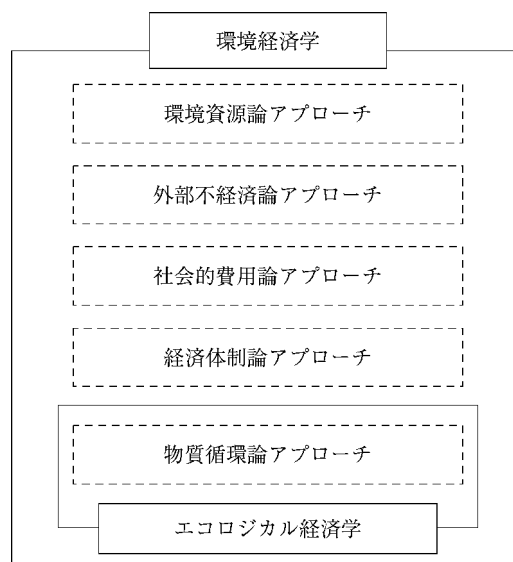 環境経済学
環境資源論アプローチ
外部不経済論アプローチ
社会的費用論アプローチ
経済体制論アプローチ
物質循環論アプローチ
エコロジカル経済学